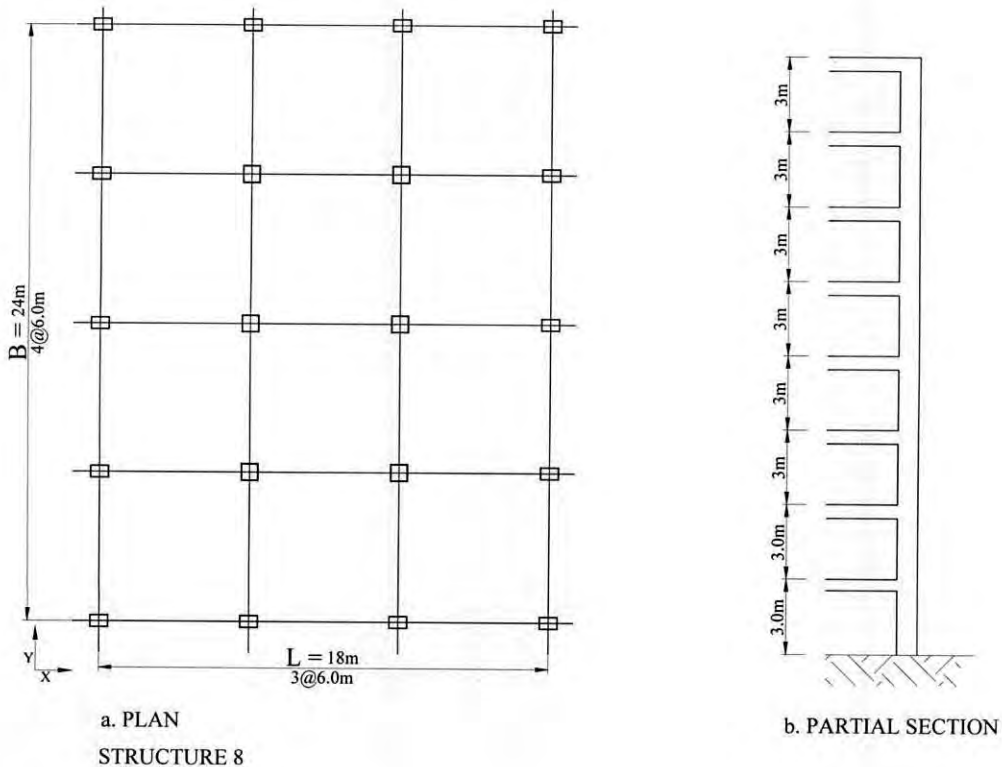 B = 24m
4@6.0m
Y
X
L = 18m
3@6.0m
a. PLAN
STRUCTURE 8
3m
3m
3m
3m
3m
3m
3.0m
3.0m
b. PARTIAL SECTION